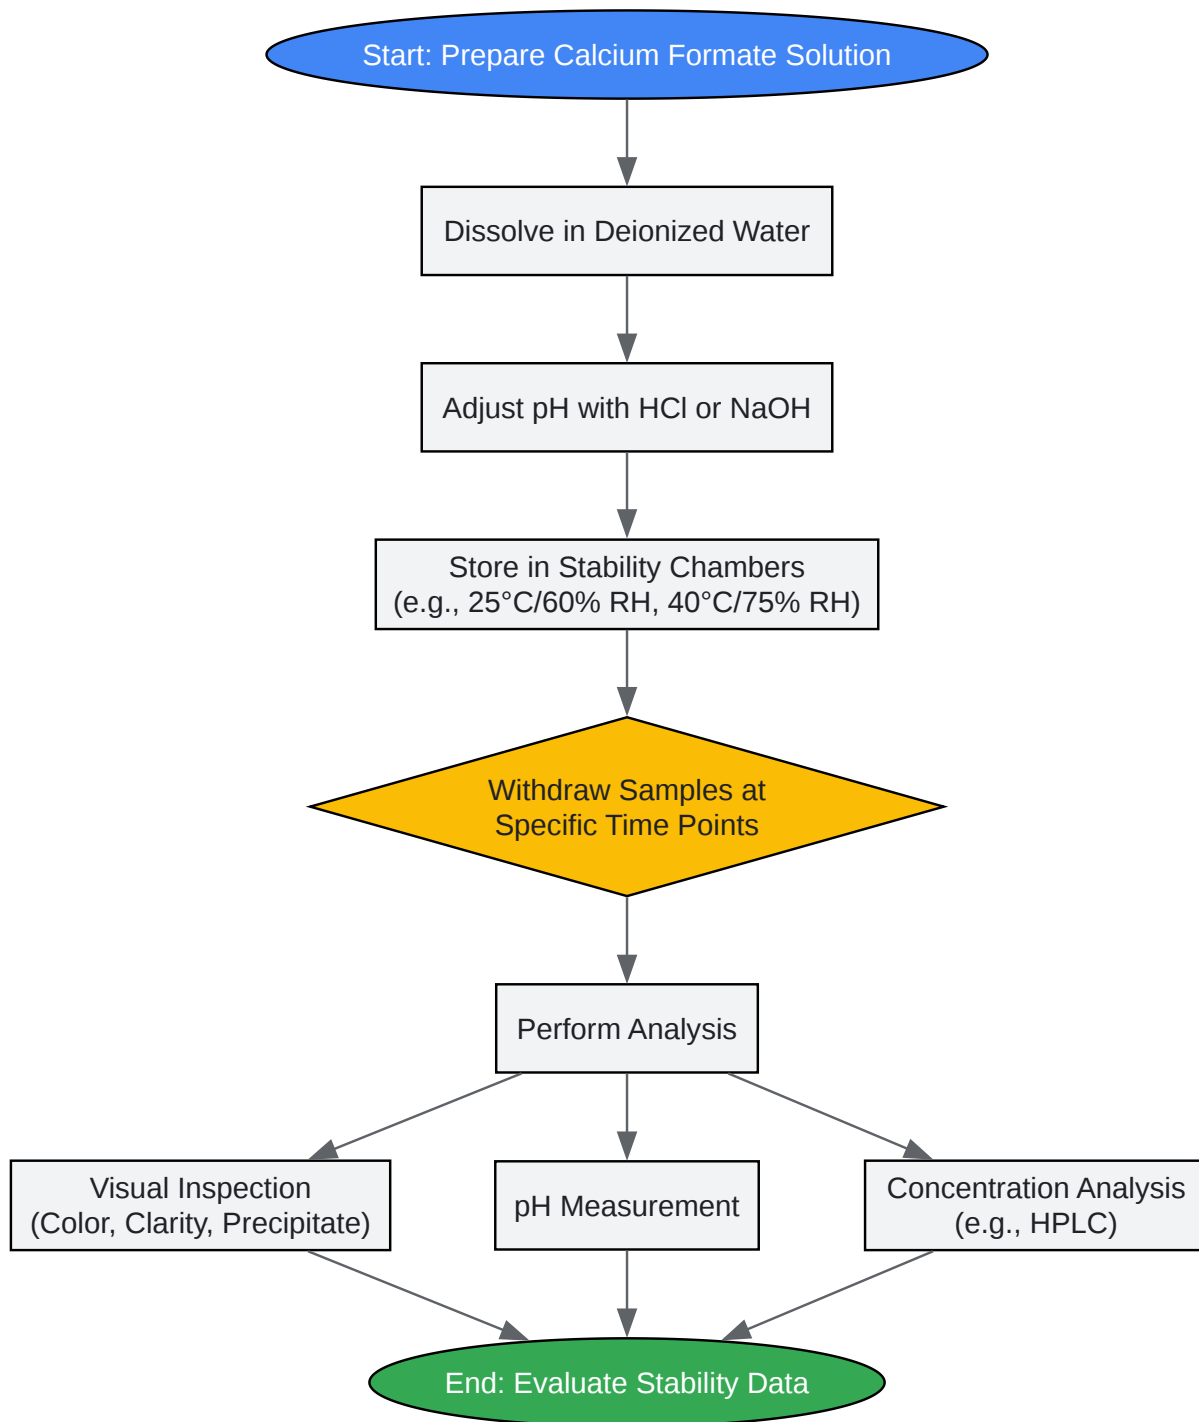 Start: Prepare Calcium Formate Solution
Dissolve in Deionized Water
Adjust pH with HCl or NaOH
Store in Stability Chambers
(e.g., 25°C/60% RH, 40°C/75% RH)
Withdraw Samples at
Specific Time Points
Perform Analysis
Visual Inspection
(Color, Clarity, Precipitate)
pH Measurement
Concentration Analysis
(e.g., HPLC)
End: Evaluate Stability Data